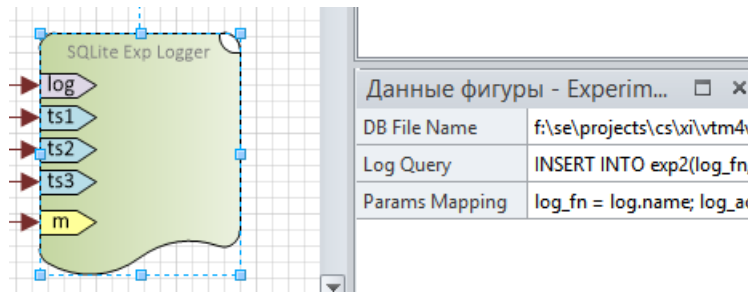 SQLite Exp Logger
log
ts1
ts2
ts3
m
Данные фигуры - Experim...
DB File Name f:\se\projects\cs\xi\vtm4\
Log Query INSERT INTO exp2(log_fn,
Params Mapping log_fn = log.name; log_ac